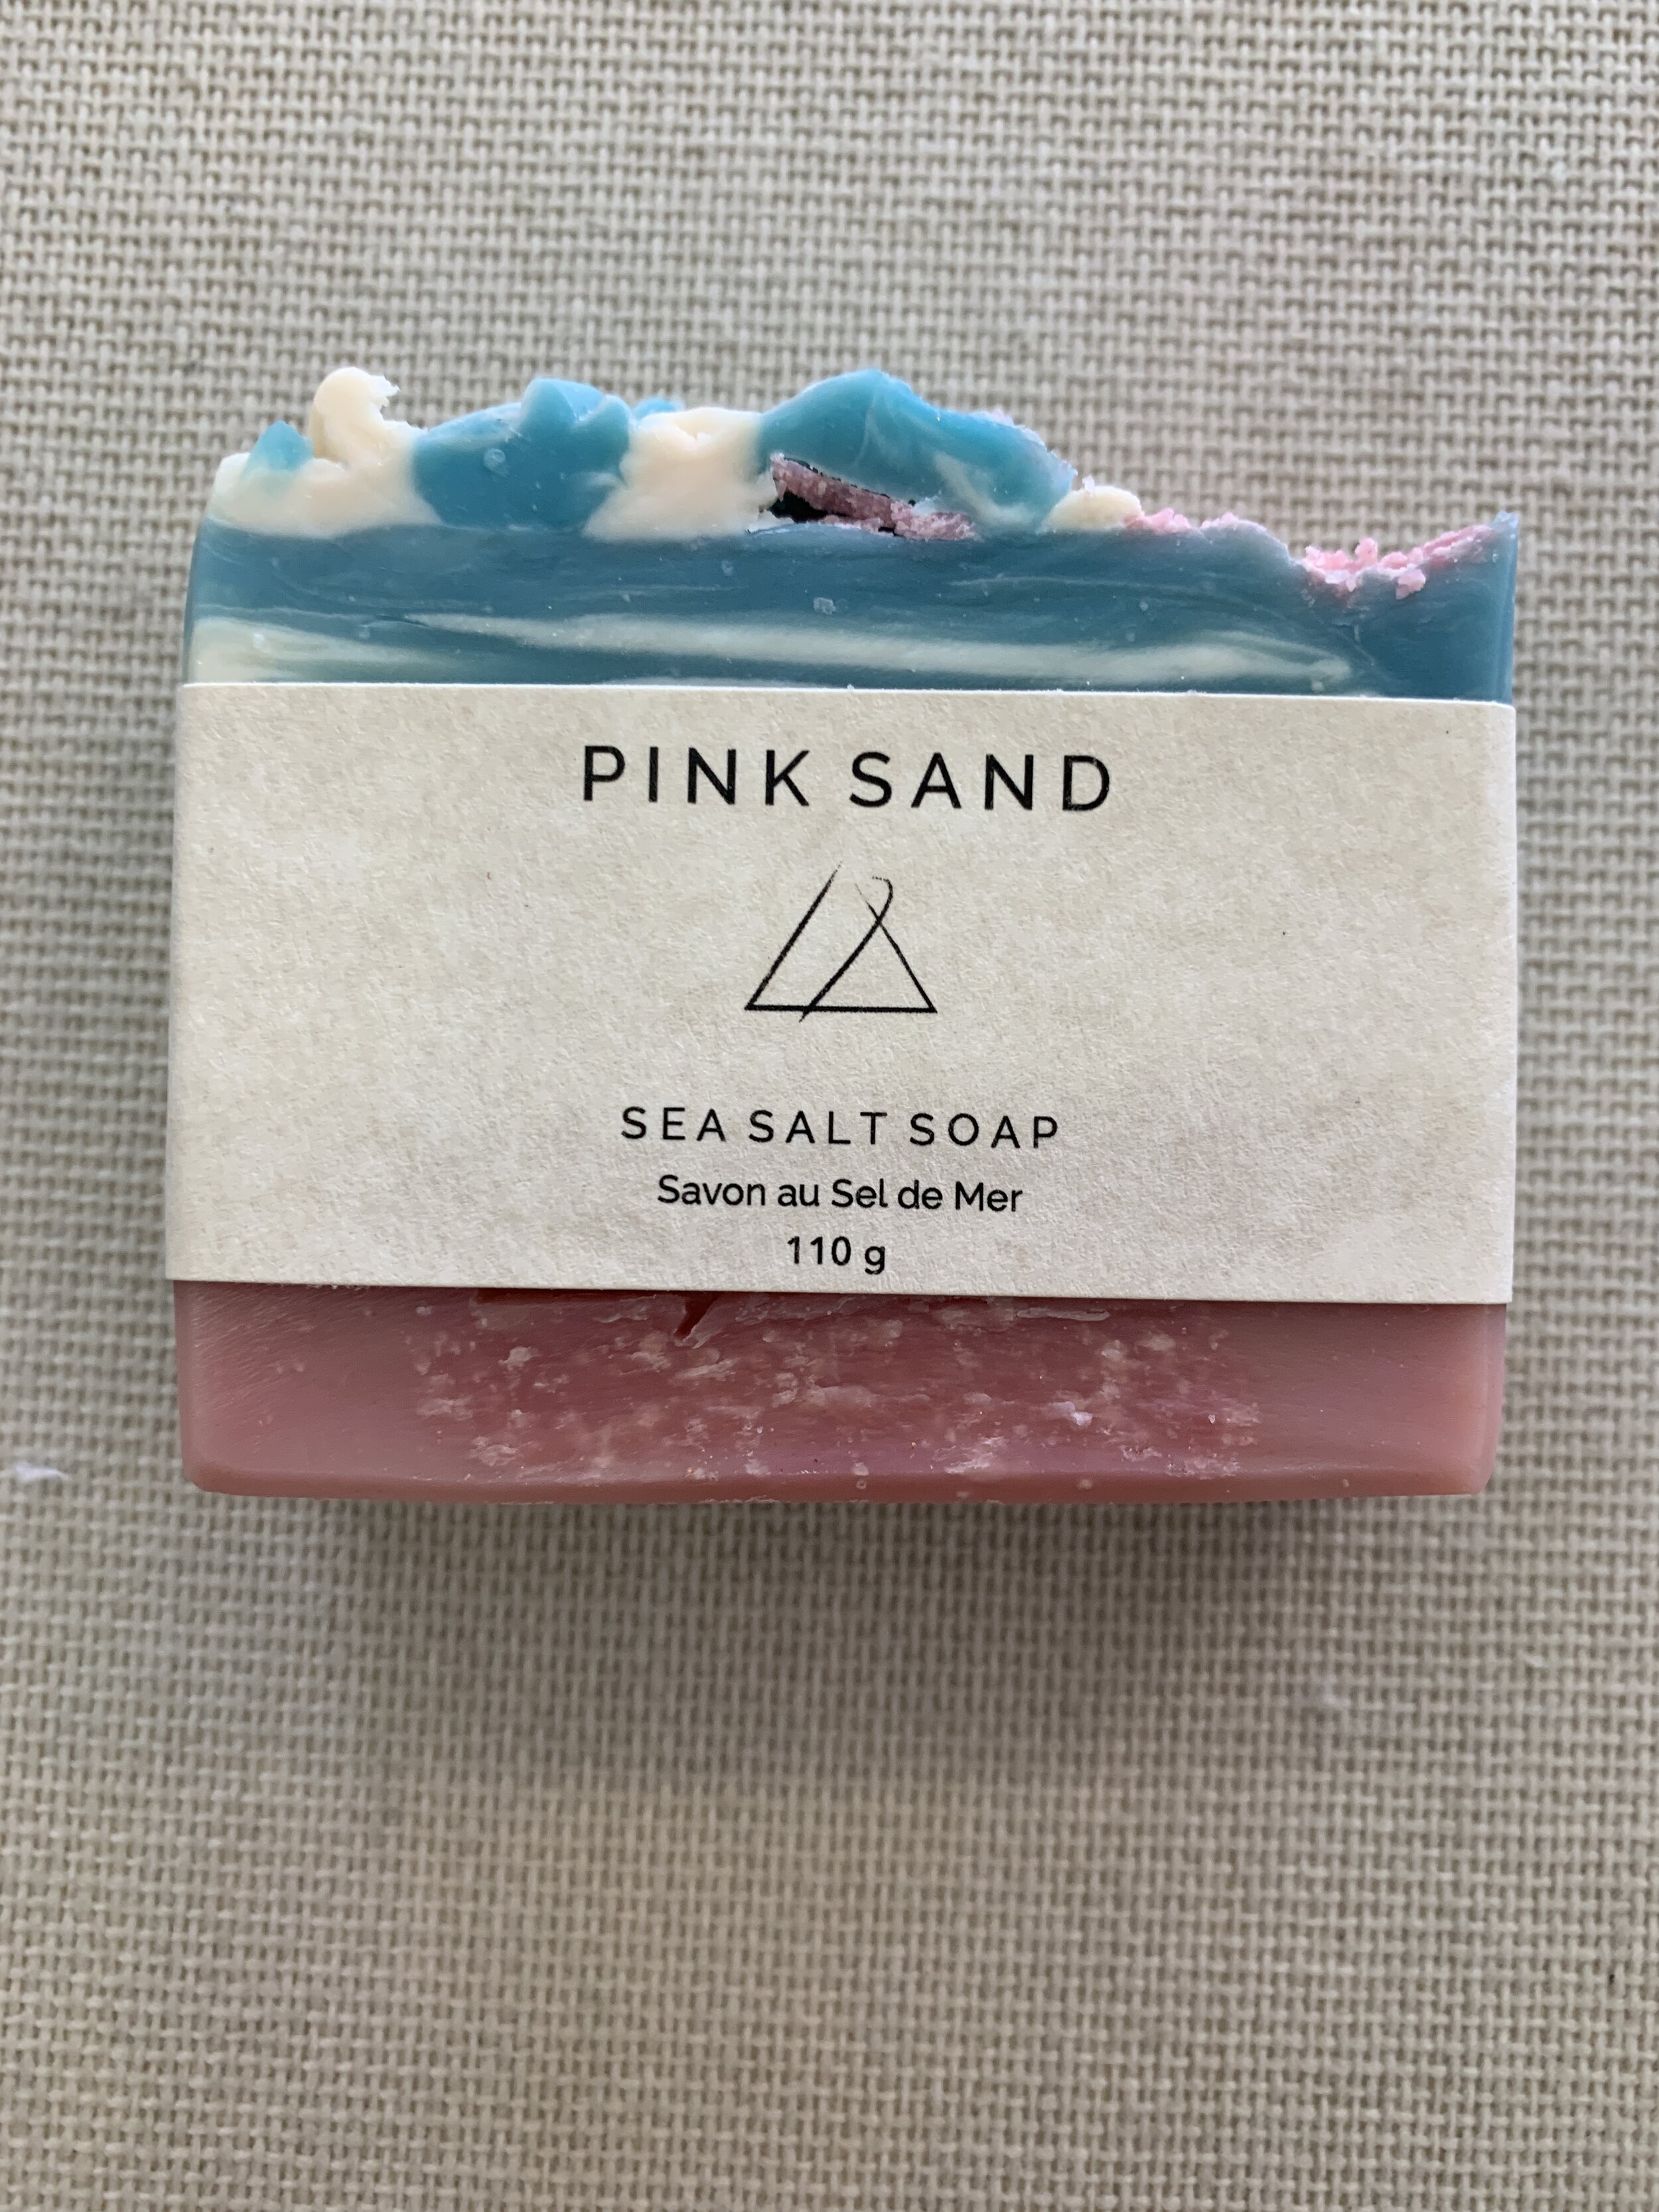 PINK SAND
SEA SALT SOAP
Savon au Sel de Mer
110 g